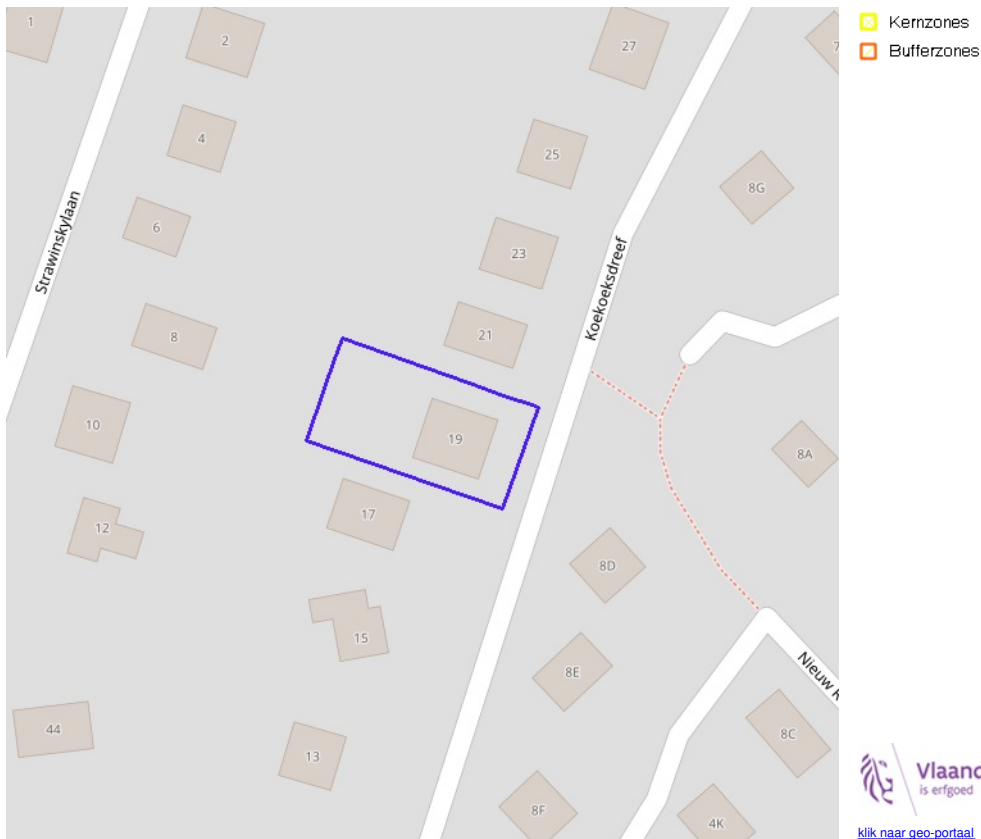 1
2
27
7
4
25
8G
6
23
Strawinskylaan
Koekoeksdreef
8
21
10
19
8A
17
12
8D
15
8E
Nieuw
44
13
8C
8F
4K
Kernzones
Bufferzones
is erfgoed
klik naar geo-portaal